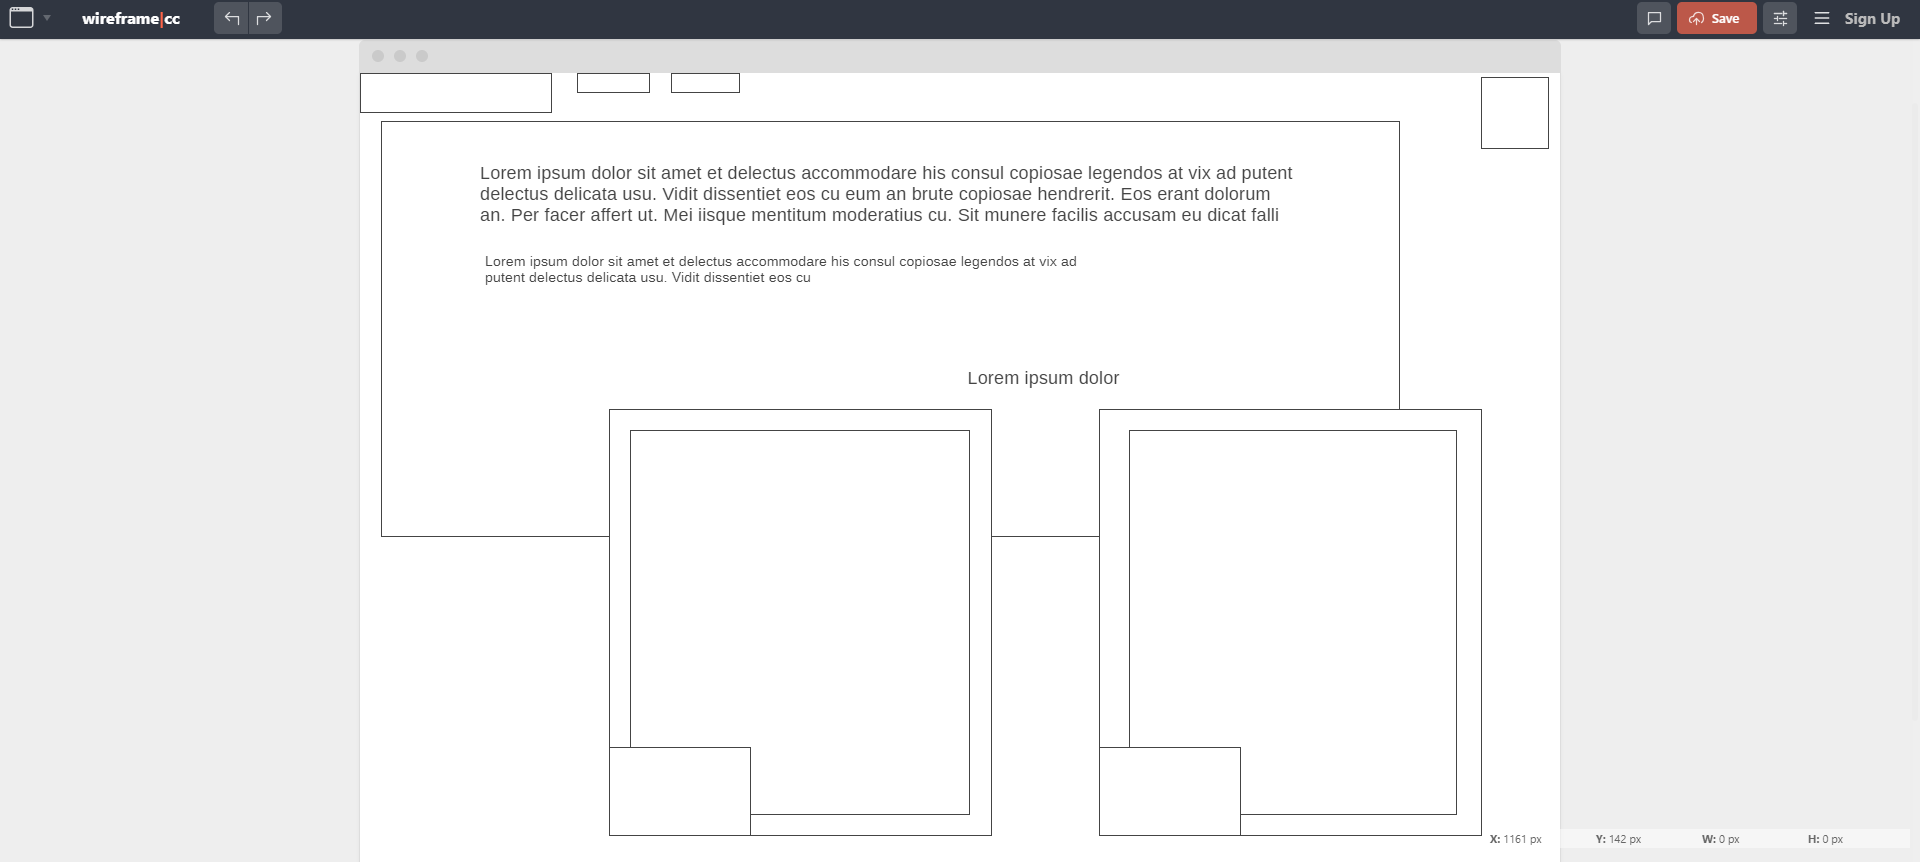 wireframe|cc
Save
Sign Up
Lorem ipsum dolor sit amet et delectus accommodare his consul copiosae legendos at vix ad putent
delectus delicata usu. Vidit dissentiet eos cu eum an brute copiosae hendrerit. Eos erant dolorum
an. Per facer affert ut. Mei iisque mentitum moderatius cu. Sit munere facilis accusam eu dicat falli
Lorem ipsum dolor sit amet et delectus accommodare his consul copiosae legendos at vix ad
putent delectus delicata usu. Vidit dissentiet eos cu
Lorem ipsum dolor
X: 1161 px Y: 142 px W: 0 px H: 0 px